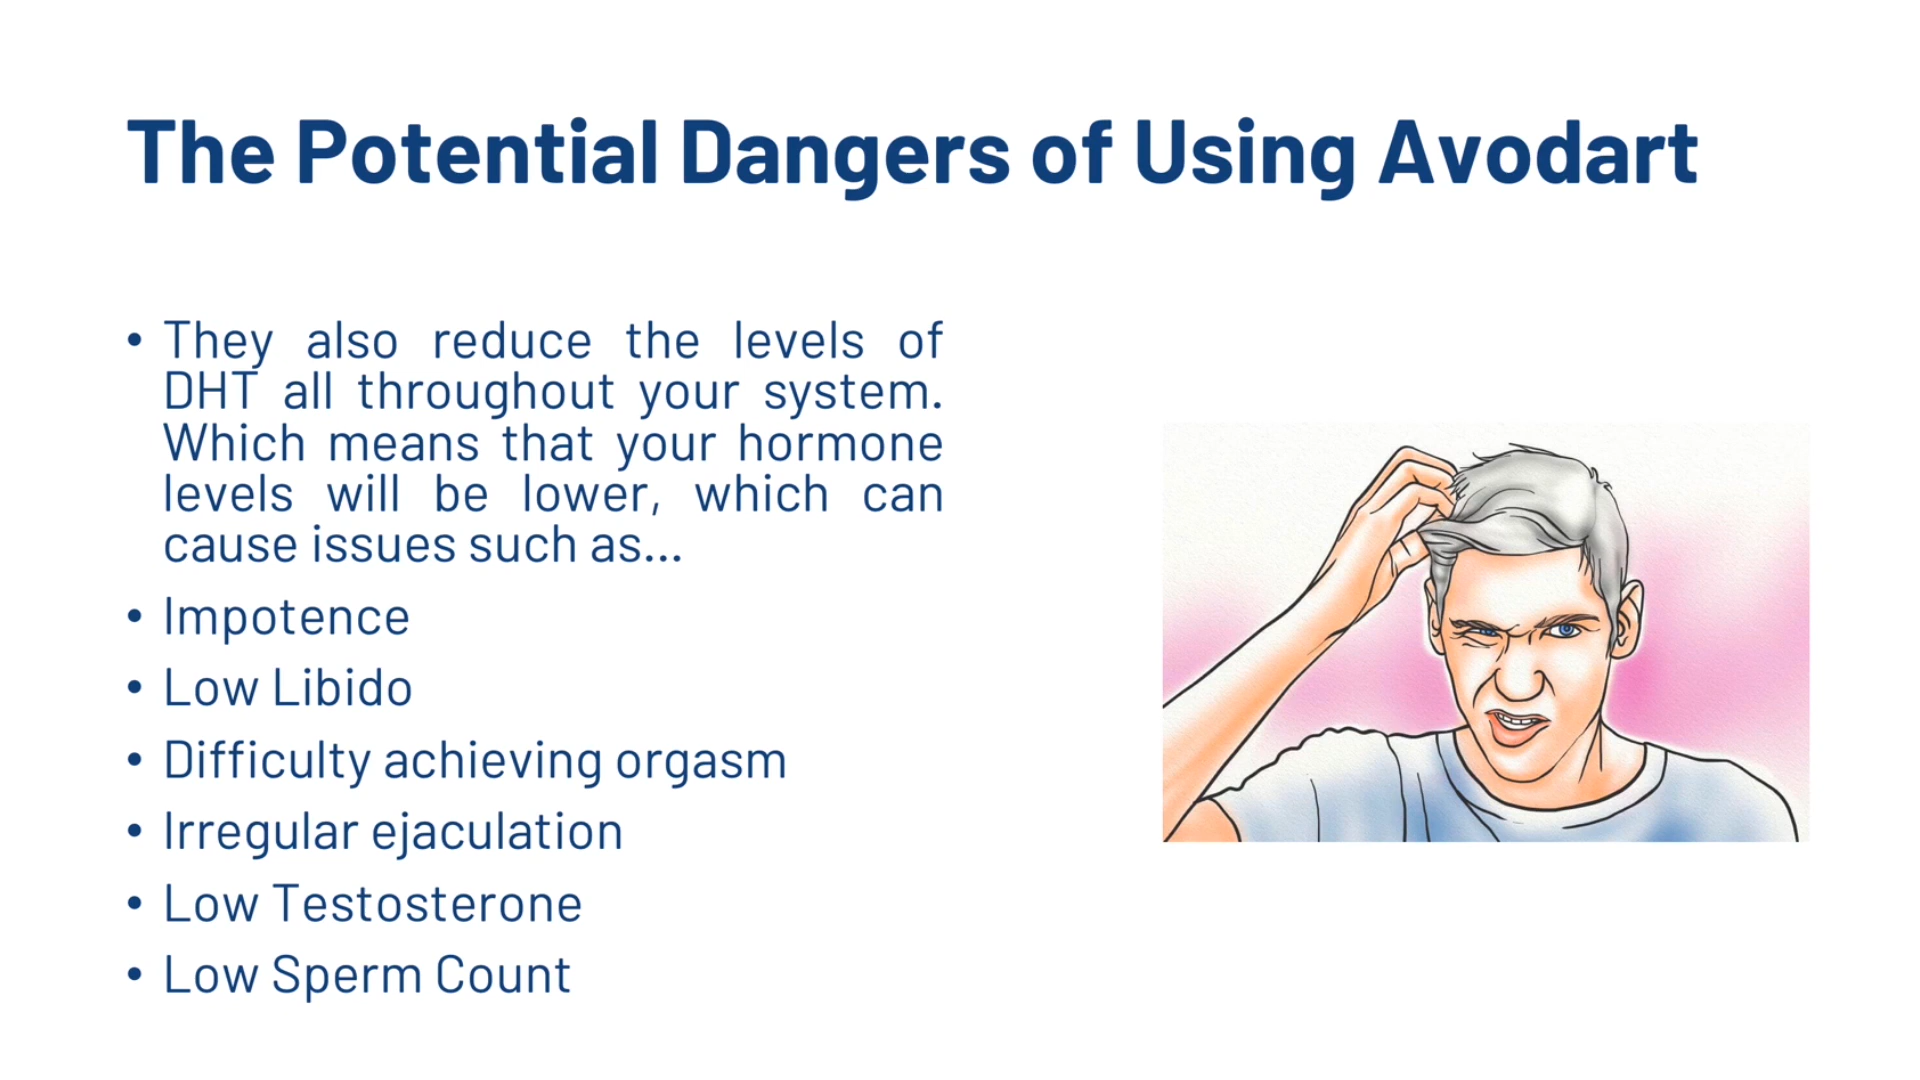 The Potential Dangers of Using Avodart
• They also reduce the levels of
DHT all throughout your system.
Which means that your hormone
levels will be lower, which can
cause issues such as...
• Impotence
• Low Libido
• Difficulty achieving orgasm
• Irregular ejaculation
• Low Testosterone
• Low Sperm Count